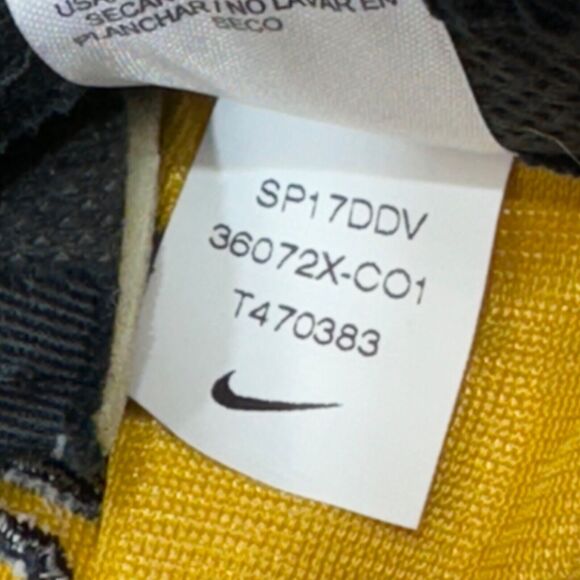 SECAR
PLANCHAR/NO LAVAR EN
SECO
SP17DDV
36072X-CO1
T470383